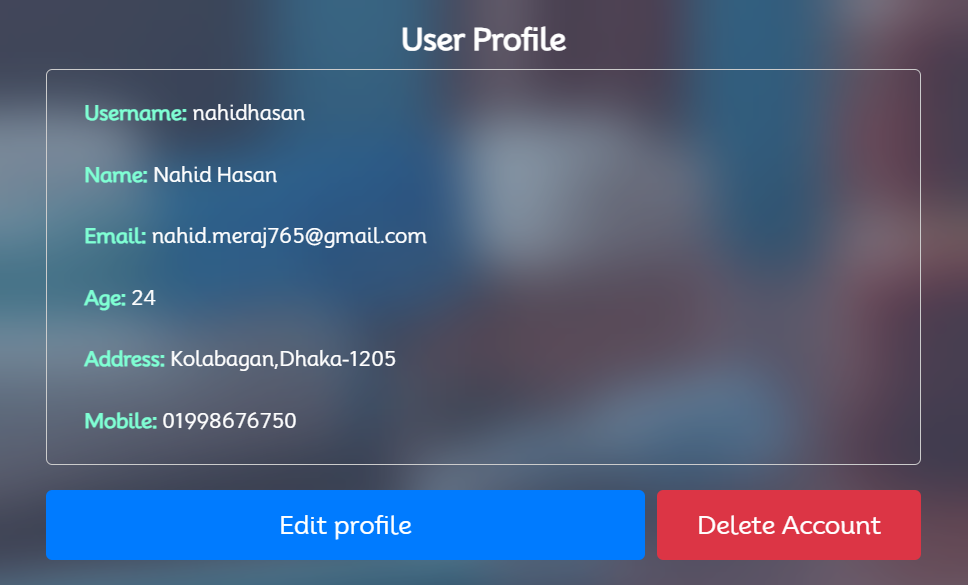 User Profile
Username: nahidhasan
Name: Nahid Hasan
Email: nahid.meraj765@gmail.com
Age: 24
Address: Kolabagan,Dhaka-1205
Mobile: 01998676750
Edit profile
Delete Account